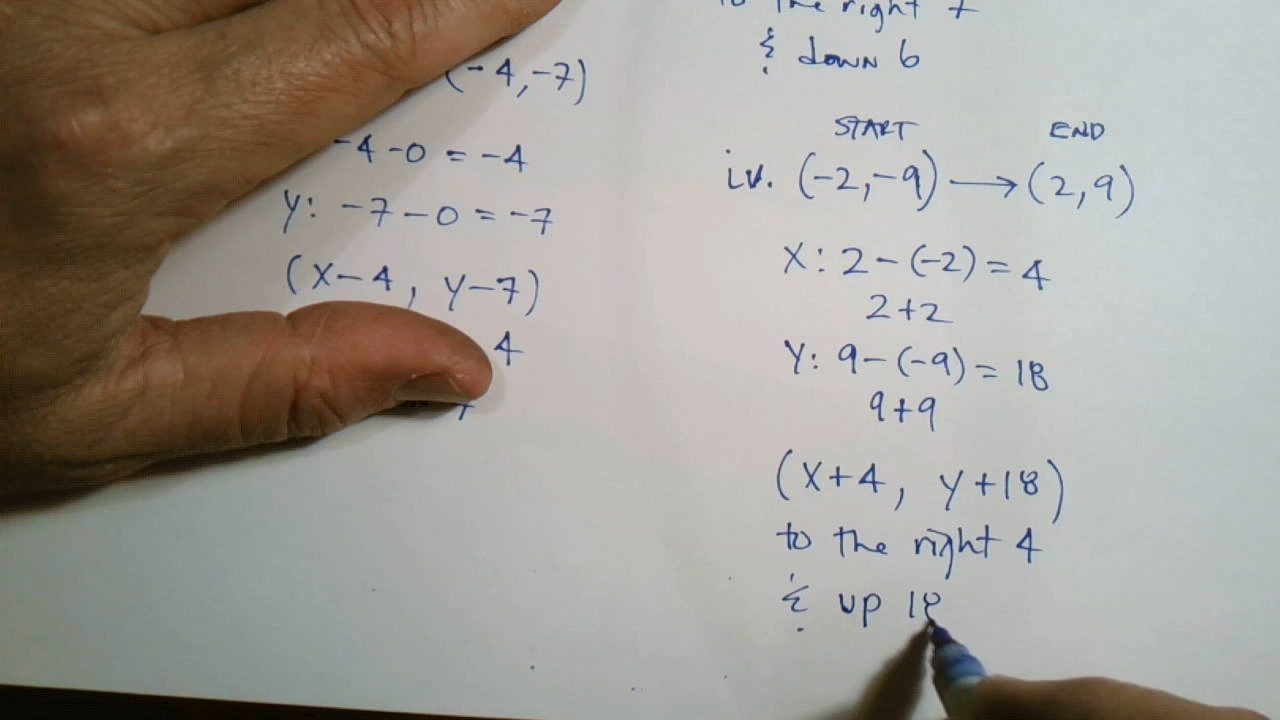 (-4,-7)
-4-0 = -4
Y: -7-0 = -7
(X-4, Y-7)
4
to the right 7
& down 6
START END
iv. (-2,-9) → (2,9)
X: 2-(-2) = 4
2+2
Y: 9-(-9) = 18
9+9
(X+4, Y+18)
to the right 4
& up 18